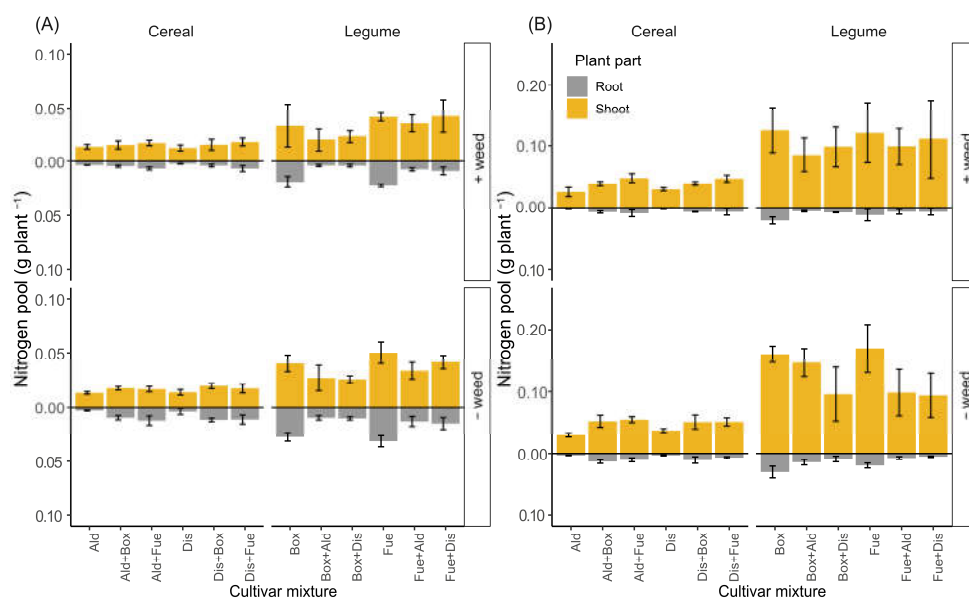 (A)
Cereal
Legume
Nitrogen pool (g plant ⁻¹)
0.10
0.05
0.00
0.05
0.10
+ weed
0.10
0.05
0.00
0.05
0.10
− weed
Ald
Ald+Box
Ald+Fue
Dis
Dis+Box
Dis+Fue
Box
Box+Ald
Box+Dis
Fue
Fue+Ald
Fue+Dis
Cultivar mixture
(B)
Cereal
Legume
Plant part
Root
Shoot
Nitrogen pool (g plant ⁻¹)
0.20
0.10
0.00
0.10
+ weed
0.20
0.10
0.00
0.10
− weed
Ald
Ald+Box
Ald+Fue
Dis
Dis+Box
Dis+Fue
Box
Box+Ald
Box+Dis
Fue
Fue+Ald
Fue+Dis
Cultivar mixture